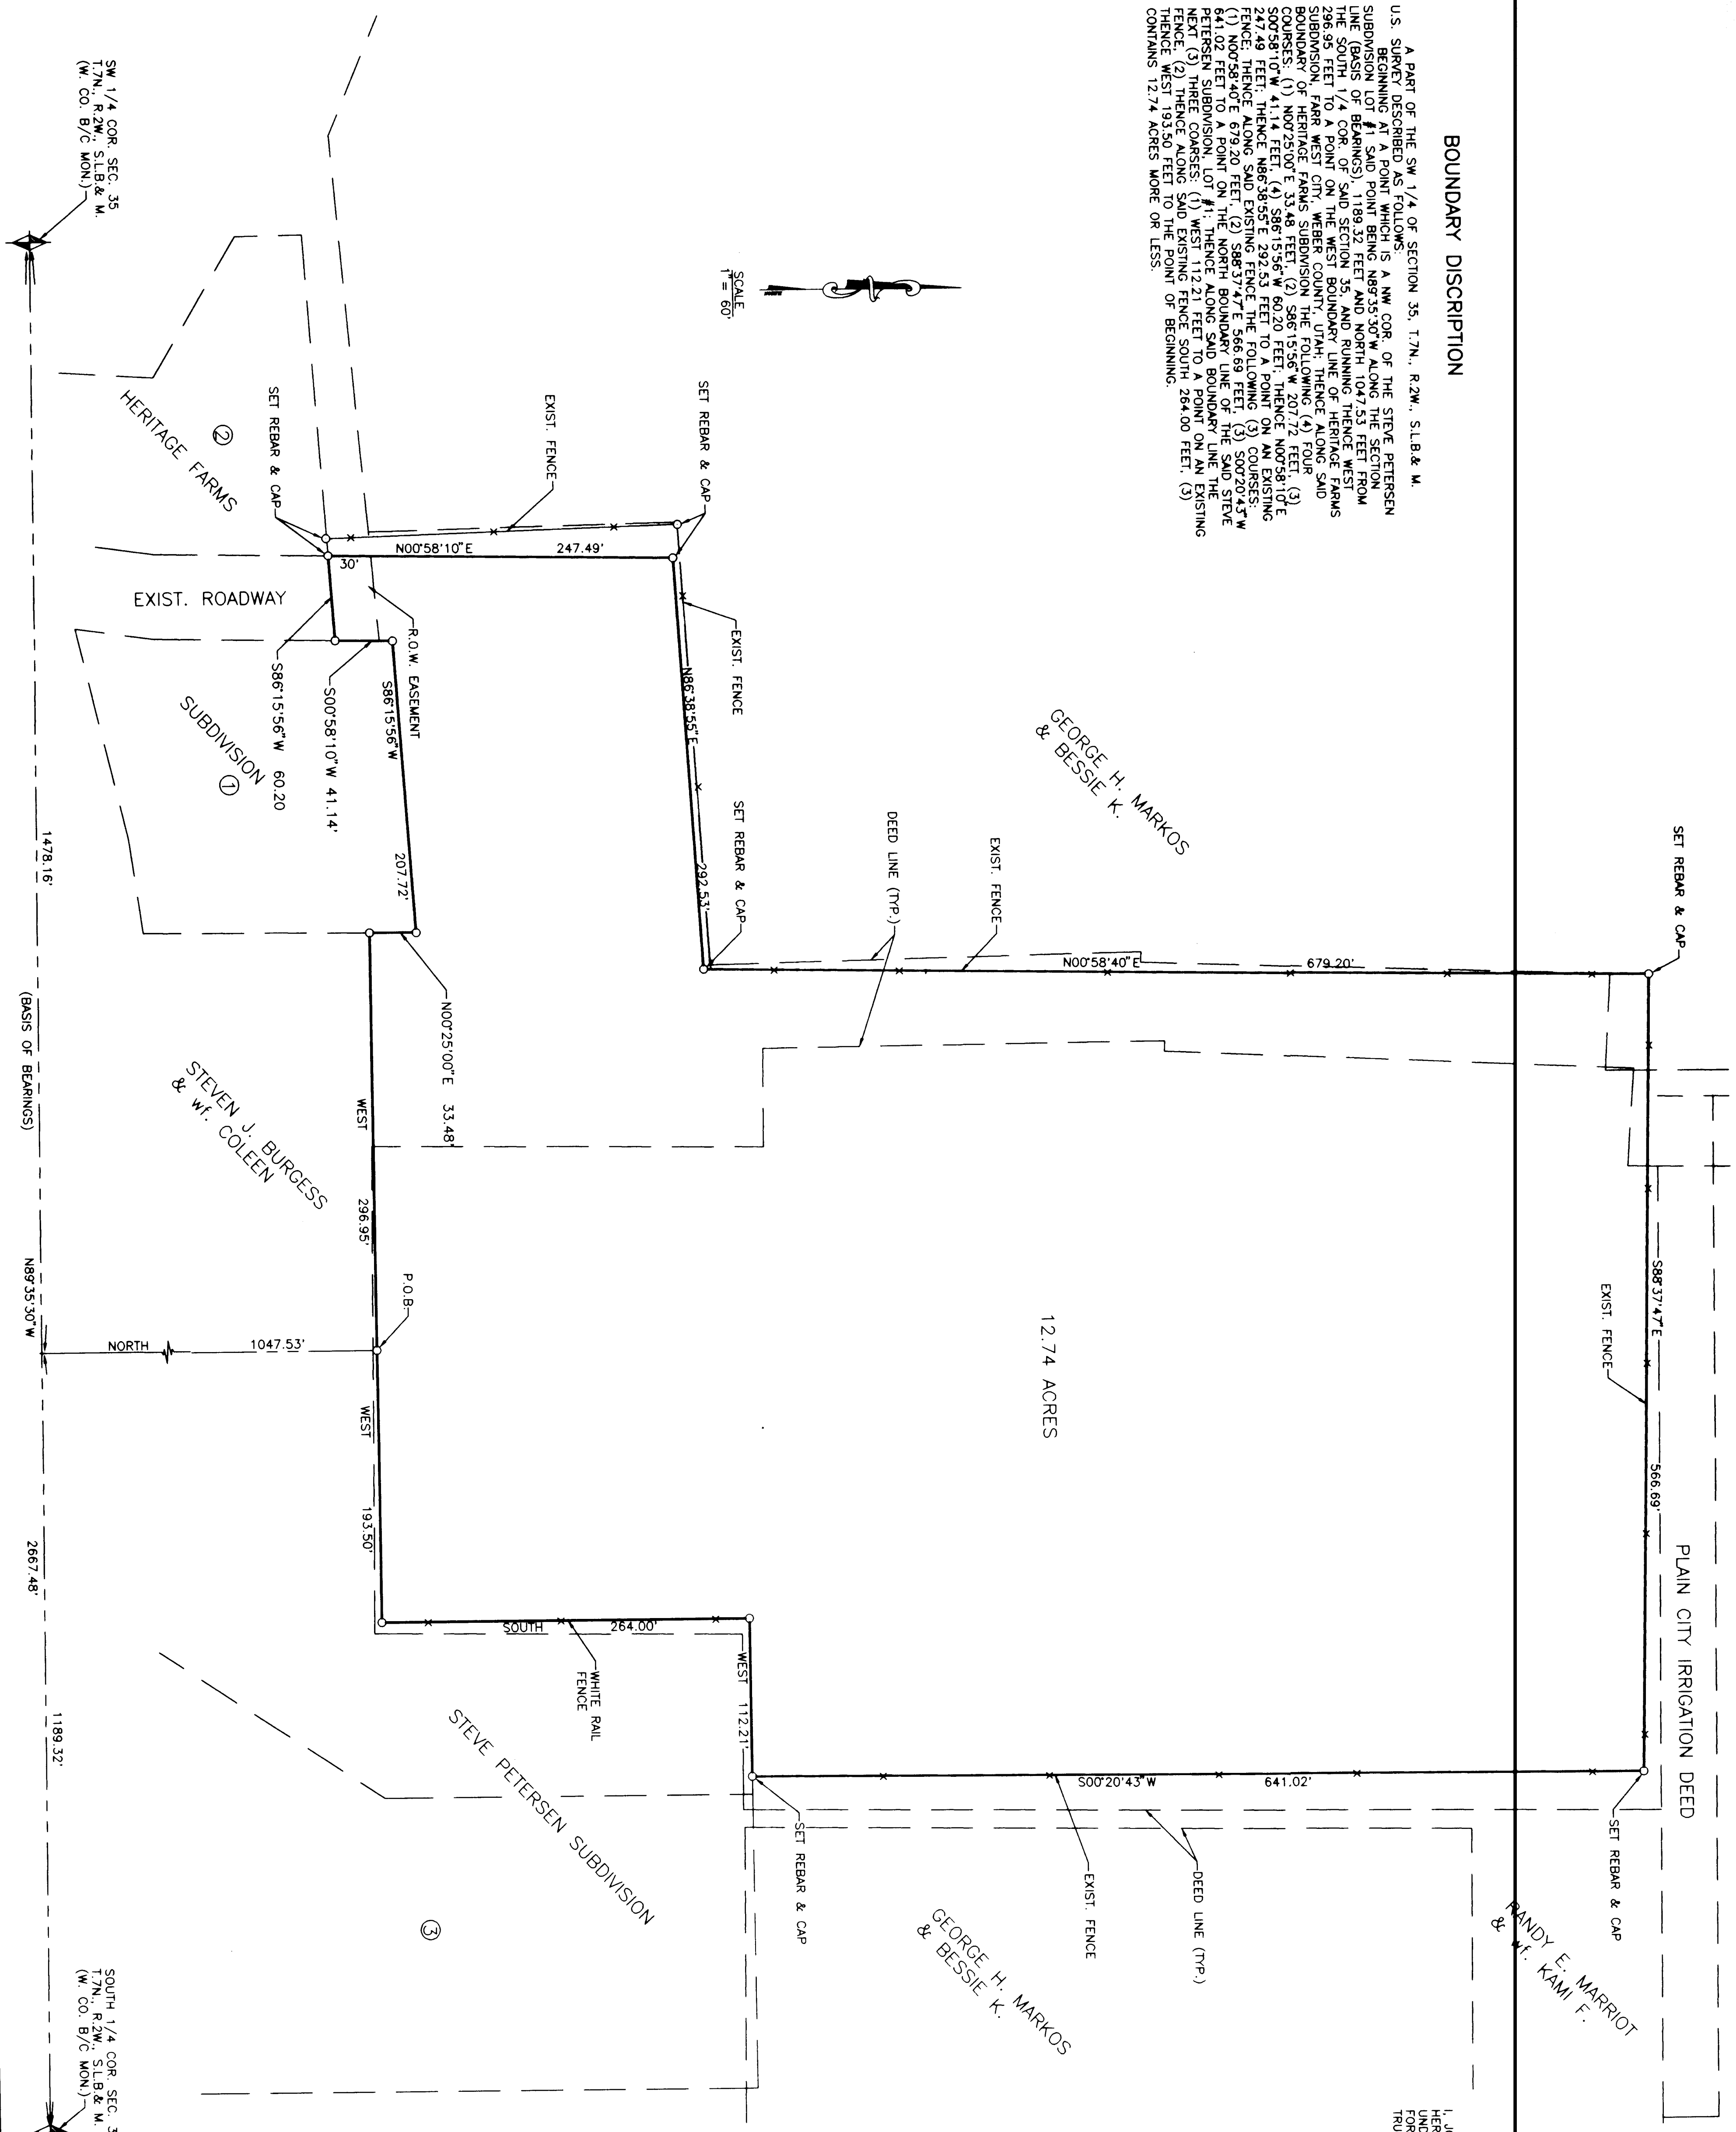 BOUNDARY DISCRIPTION
A PART OF THE SW 1/4 OF SECTION 35, T.7N., R.2W., S.L.B.& M.
U.S. SURVEY DESCRIBED AS FOLLOWS:
BEGINNING AT A POINT WHICH IS A NW COR. OF THE STEVE PETERSEN
SUBDIVISION LOT #1 SAID POINT BEING N89°35'30"W ALONG THE SECTION
LINE (BASIS OF BEARINGS), 1189.32 FEET AND NORTH 1047.53 FEET FROM
THE SOUTH 1/4 COR. OF SAID SECTION 35, AND RUNNING THENCE WEST
296.95 FEET TO A POINT ON THE WEST BOUNDARY LINE OF HERITAGE FARMS
SUBDIVISION, FARR WEST CITY, WEBER COUNTY, UTAH; THENCE ALONG SAID
BOUNDARY OF HERITAGE FARMS SUBDIVISION THE FOLLOWING (4) FOUR
COURSES: (1) N00°25'00"E 33.48 FEET, (2) S86°15'56"W 207.72 FEET, (3)
S00°58'10"W 41.14 FEET, (4) S86°15'56"W 60.20 FEET; THENCE N00°58'10"E
247.49 FEET; THENCE N86°38'55"E 292.53 FEET TO A POINT ON AN EXISTING
FENCE; THENCE ALONG SAID EXISTING FENCE THE FOLLOWING (3) COURSES:
(1) N00°58'40"E 679.20 FEET, (2) S88°37'47"E 566.69 FEET, (3) S00°20'43"W
641.02 FEET TO A POINT ON THE NORTH BOUNDARY LINE OF THE SAID STEVE
PETERSEN SUBDIVISION, LOT #1; THENCE ALONG SAID BOUNDARY LINE THE
NEXT (3) THREE COARSES: (1) WEST 112.21 FEET TO A POINT ON AN EXISTING
FENCE, (2) THENCE ALONG SAID EXISTING FENCE SOUTH 264.00 FEET, (3)
THENCE WEST 193.50 FEET TO THE POINT OF BEGINNING.
CONTAINS 12.74 ACRES MORE OR LESS.
SCALE
1" = 60'
SET REBAR & CAP
PLAIN CITY IRRIGATION DEED
S88°37'47"E
566.69'
EXIST. FENCE
SET REBAR & CAP
RANDY E. MARRIOT
& wf. KAMI F.
GEORGE H. MARKOS
& BESSIE K.
EXIST. FENCE
DEED LINE (TYP.)
N00°58'40"E
679.20'
12.74 ACRES
S00°20'43"W
641.02'
DEED LINE (TYP.)
EXIST. FENCE
GEORGE H. MARKOS
& BESSIE K.
SET REBAR & CAP
EXIST. FENCE
N86°38'55"E
292.53'
SET REBAR & CAP
WEST 112.21'
SET REBAR & CAP
EXIST. FENCE
N00°58'10"E
247.49'
30'
R.O.W. EASEMENT
S86°15'56"W
207.72'
N00°25'00"E 33.48'
P.O.B.
WEST
296.95'
WEST
193.50'
SOUTH
264.00'
WHITE RAIL
FENCE
STEVE PETERSEN SUBDIVISION
3
SET REBAR & CAP
2
HERITAGE FARMS
EXIST. ROADWAY
S00°58'10"W 41.14'
S86°15'56"W 60.20
SUBDIVISION
1
STEVEN J. BURGESS
& wf. COLEEN
NORTH
1047.53'
SW 1/4 COR. SEC. 35
T.7N., R.2W., S.L.B.& M.
(W. CO. B/C MON.)
1478.16'
(BASIS OF BEARINGS)
N89°35'30"W
2667.48'
1189.32'
SOUTH 1/4 COR. SEC. 3
T.7N., R.2W., S.L.B.& M.
(W. CO. B/C MON.)
I, JO
HER
UND
FOR
TRU